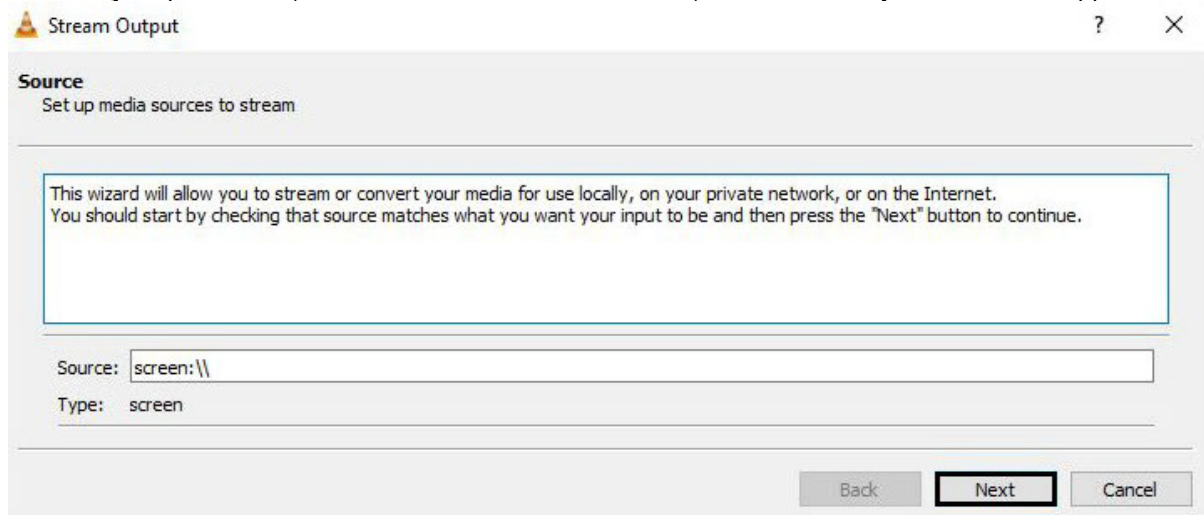 Stream Output
?
Source
Set up media sources to stream
This wizard will allow you to stream or convert your media for use locally, on your private network, or on the Internet.
You should start by checking that source matches what you want your input to be and then press the "Next" button to continue.
Source: screen:\\
Type: screen
Back Next Cancel